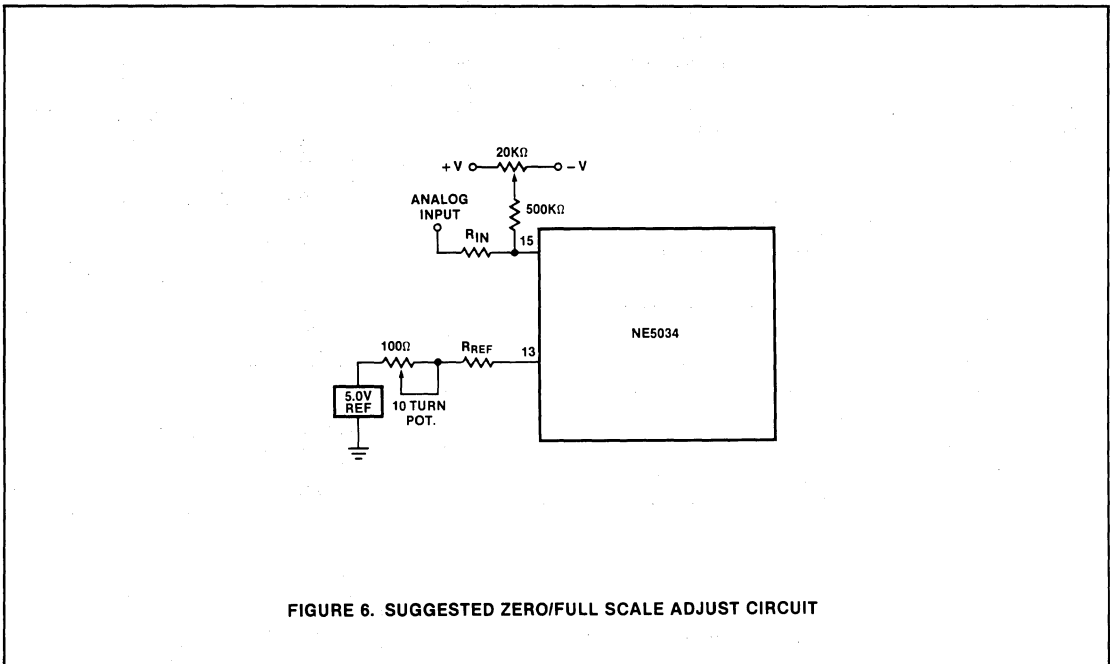 20KΩ
+V
-V
ANALOG
INPUT
500KΩ
RIN
15
NE5034
100Ω
RREF
13
5.0V
REF
10 TURN
POT.
FIGURE 6. SUGGESTED ZERO/FULL SCALE ADJUST CIRCUIT